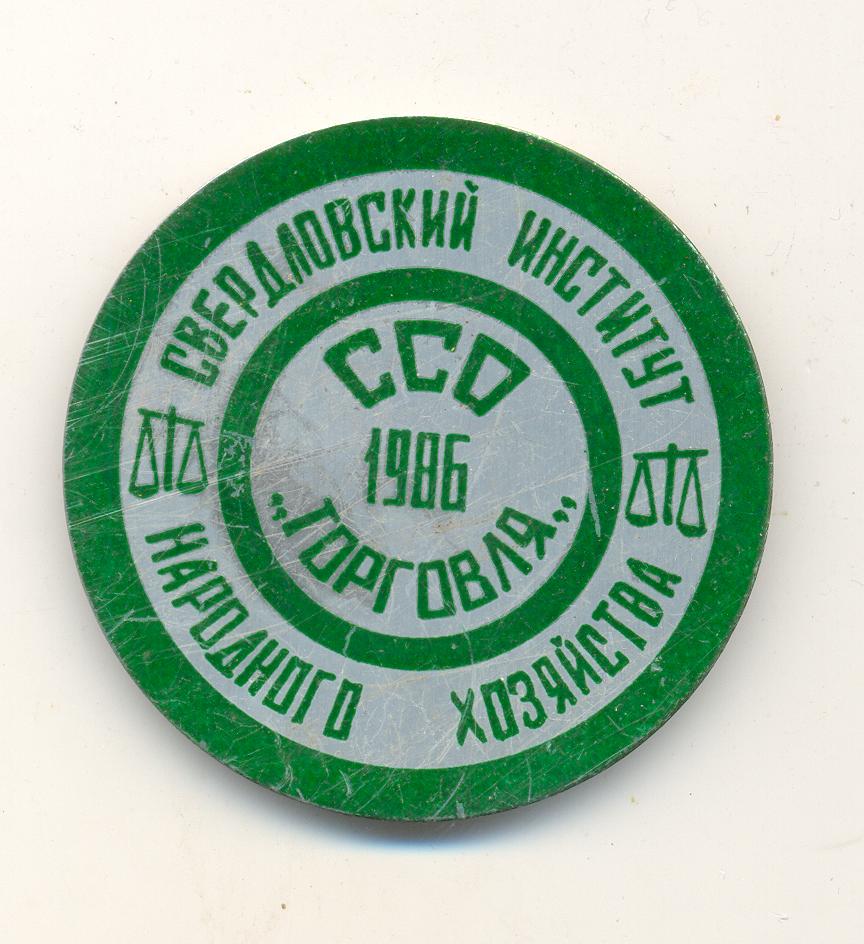 СВЕРДЛОВСКИЙ ИНСТИТУТ
НАРОДНОГО ХОЗЯЙСТВА
ССО
1986
„ТОРГОВЛЯ„